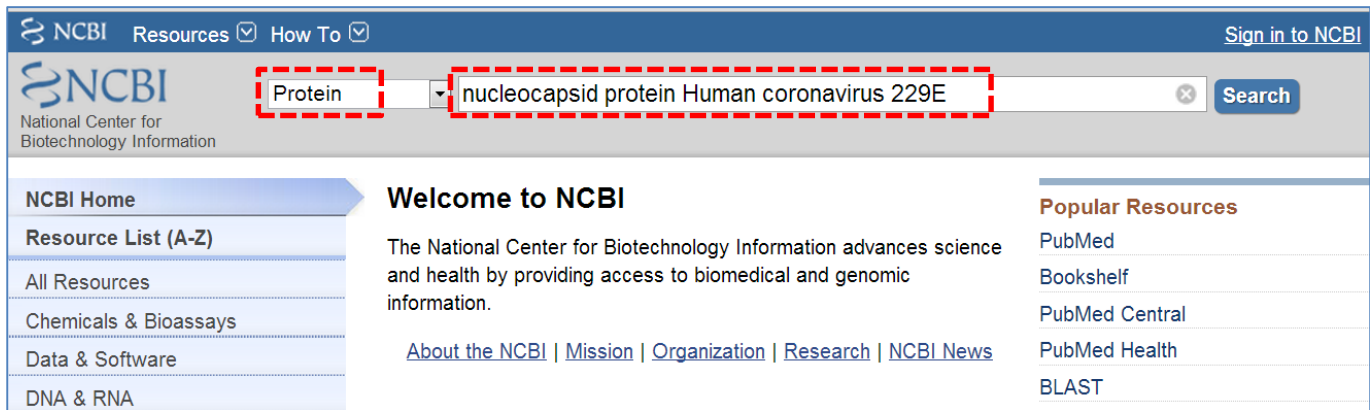 NCBI Resources How To Sign in to NCBI
NCBI
National Center for
Biotechnology Information
Protein nucleocapsid protein Human coronavirus 229E Search
NCBI Home
Resource List (A-Z)
All Resources
Chemicals & Bioassays
Data & Software
DNA & RNA
Welcome to NCBI
The National Center for Biotechnology Information advances science
and health by providing access to biomedical and genomic
information.
About the NCBI | Mission | Organization | Research | NCBI News
Popular Resources
PubMed
Bookshelf
PubMed Central
PubMed Health
BLAST